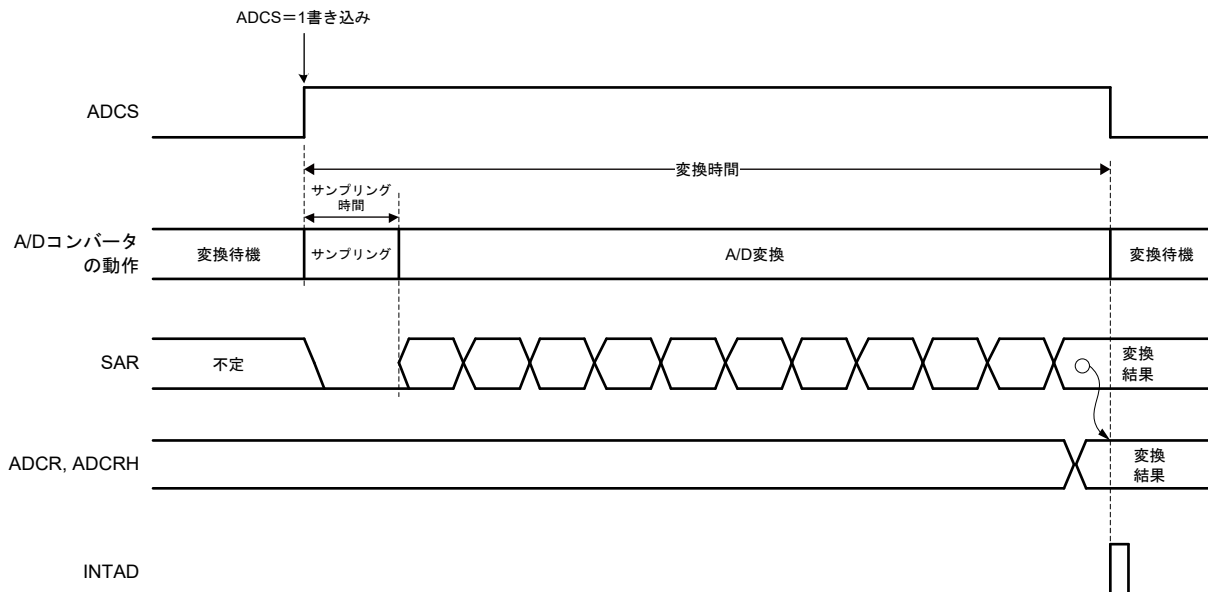 ADCS＝1書き込み
ADCS
変換時間
サンプリング
時間
A/Dコンバータ
の動作
変換待機
サンプリング
A/D変換
変換待機
SAR
不定
変換
結果
ADCR, ADCRH
変換
結果
INTAD